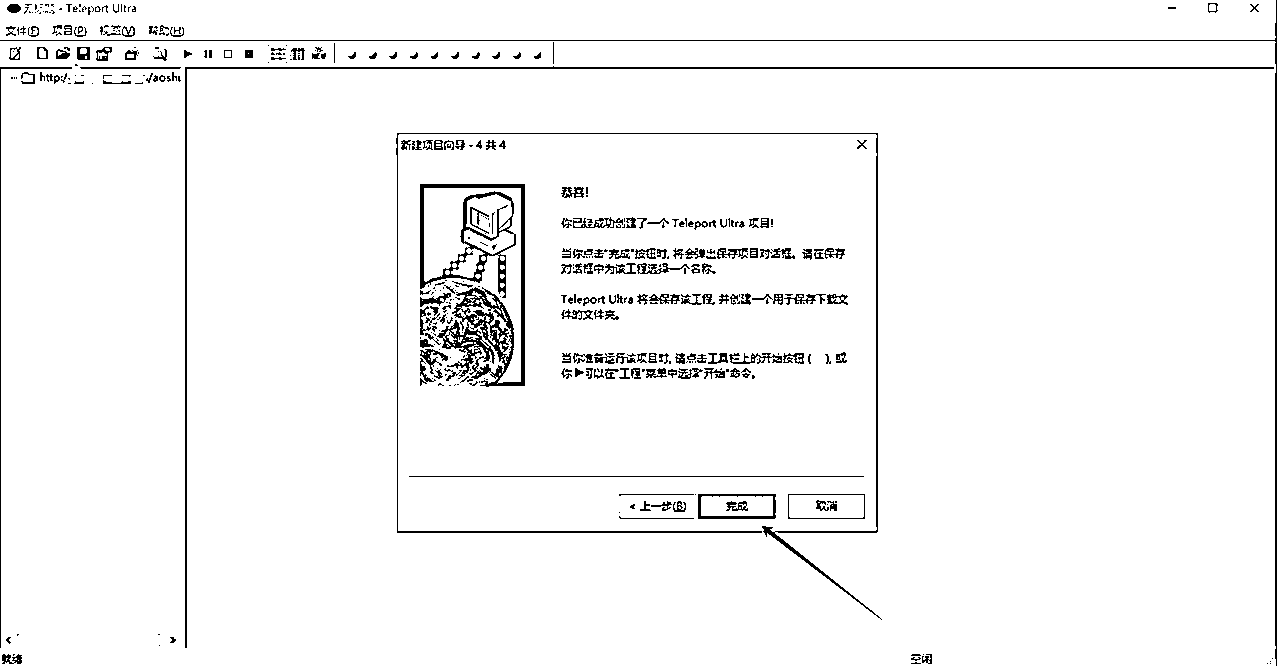 无标题 - Teleport Ultra
文件(F) 项目(P) 视图(V) 帮助(H)
http:/ /aoshu
新建项目向导 - 4 共 4
恭喜!
你已经成功创建了一个 Teleport Ultra 项目!
当你点击"完成"按钮时, 将会弹出保存项目对话框。请在保存
对话框中为该工程选择一个名称。
Teleport Ultra 将会保存该工程, 并创建一个用于保存下载文
件的文件夹。
当你准备运行该项目时, 请点击工具栏上的开始按钮 ( ), 或
你可以在"工程"菜单中选择"开始"命令。
< 上一步(B) 完成 取消
就绪 空闲